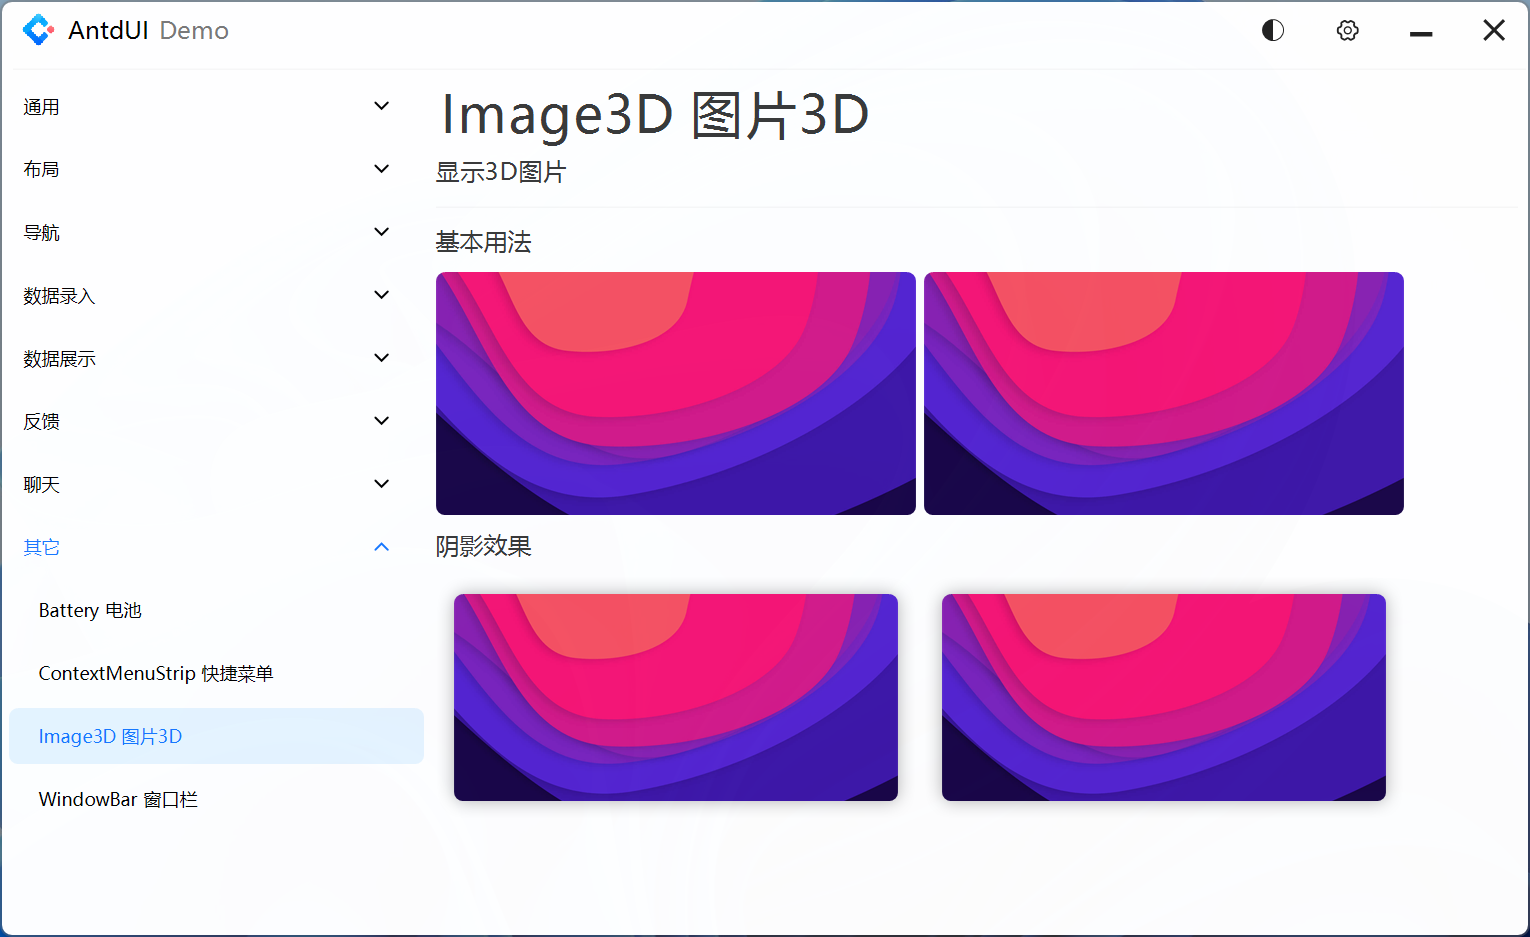 AntdUI Demo
通用
布局
导航
数据录入
数据展示
反馈
聊天
其它
Battery 电池
ContextMenuStrip 快捷菜单
Image3D 图片3D
WindowBar 窗口栏
Image3D 图片3D
显示3D图片
基本用法
阴影效果